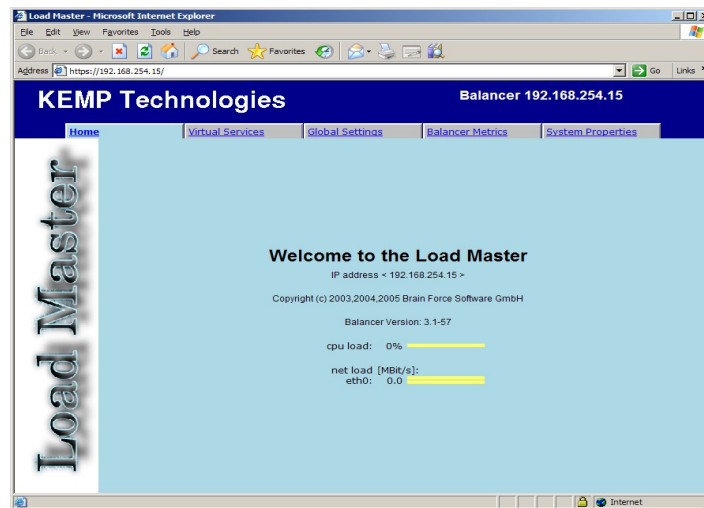 Load Master - Microsoft Internet Explorer
File Edit View Favorites Tools Help
Back Search Favorites
Address https://192.168.254.15/ Go Links
KEMP Technologies Balancer 192.168.254.15
Home Virtual Services Global Settings Balancer Metrics System Properties
Load Master
Welcome to the Load Master
IP address < 192.168.254.15 >
Copyright (c) 2003,2004,2005 Brain Force Software GmbH
Balancer Version: 3.1-57
cpu load: 0%
net load [MBit/s]:
eth0: 0.0
Internet